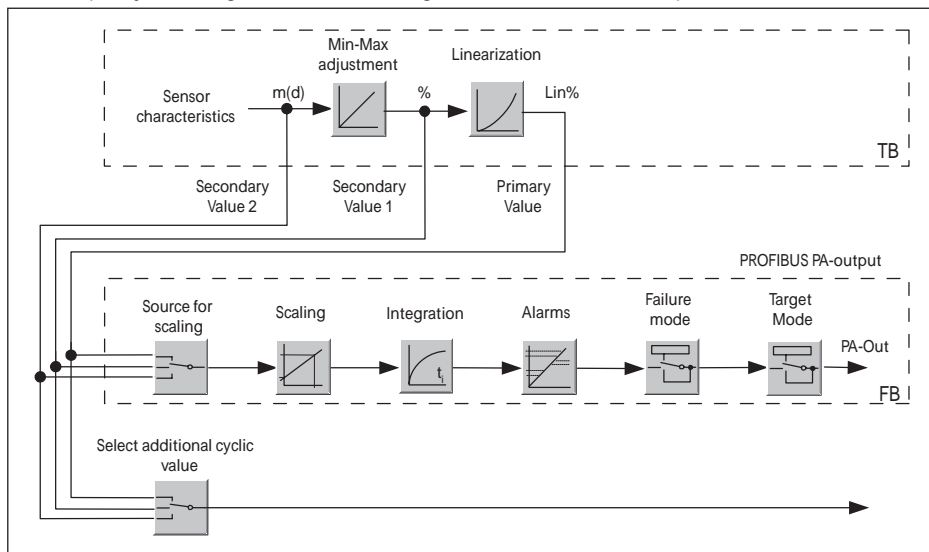 Min-Max
adjustment
Linearization
Sensor
characteristics
m(d)
%
Lin%
TB
Secondary
Value 2
Secondary
Value 1
Primary
Value
PROFIBUS PA-output
Source for
scaling
Scaling
Integration
Alarms
Failure
mode
Target
Mode
ti
PA-Out
FB
Select additional cyclic
value